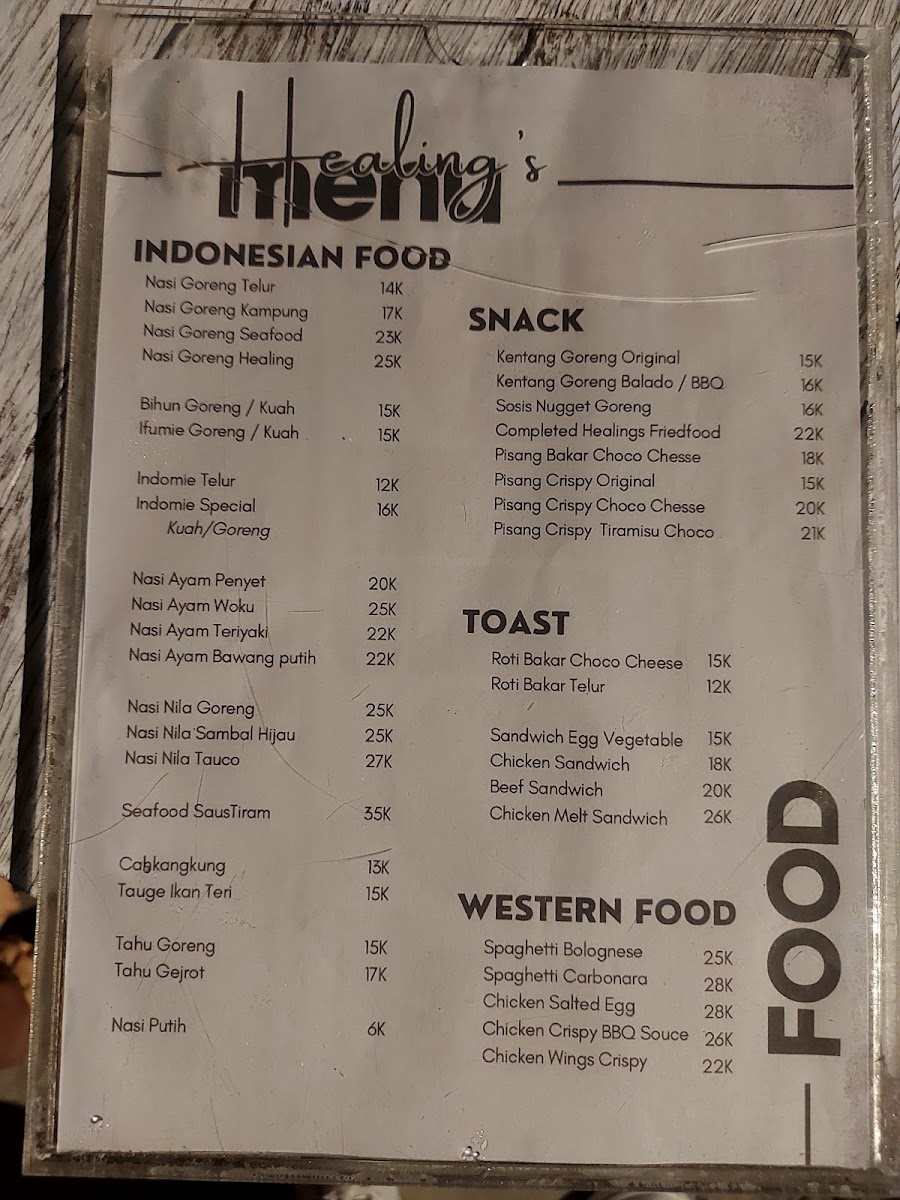 Healing's
menu
INDONESIAN FOOD
Nasi Goreng Telur 14K
Nasi Goreng Kampung 17K
Nasi Goreng Seafood 23K
Nasi Goreng Healing 25K
Bihun Goreng / Kuah 15K
Ifumie Goreng / Kuah 15K
Indomie Telur 12K
Indomie Special 16K
Kuah/Goreng
Nasi Ayam Penyet 20K
Nasi Ayam Woku 25K
Nasi Ayam Teriyaki 22K
Nasi Ayam Bawang putih 22K
Nasi Nila Goreng 25K
Nasi Nila Sambal Hijau 25K
Nasi Nila Tauco 27K
Seafood SausTiram 35K
Cahkangkung 13K
Tauge Ikan Teri 15K
Tahu Goreng 15K
Tahu Gejrot 17K
Nasi Putih 6K
SNACK
Kentang Goreng Original 15K
Kentang Goreng Balado / BBQ 16K
Sosis Nugget Goreng 16K
Completed Healings Friedfood 22K
Pisang Bakar Choco Chesse 18K
Pisang Crispy Original 15K
Pisang Crispy Choco Chesse 20K
Pisang Crispy Tiramisu Choco 21K
TOAST
Roti Bakar Choco Cheese 15K
Roti Bakar Telur 12K
Sandwich Egg Vegetable 15K
Chicken Sandwich 18K
Beef Sandwich 20K
Chicken Melt Sandwich 26K
WESTERN FOOD
Spaghetti Bolognese 25K
Spaghetti Carbonara 28K
Chicken Salted Egg 28K
Chicken Crispy BBQ Souce 26K
Chicken Wings Crispy 22K
FOOD